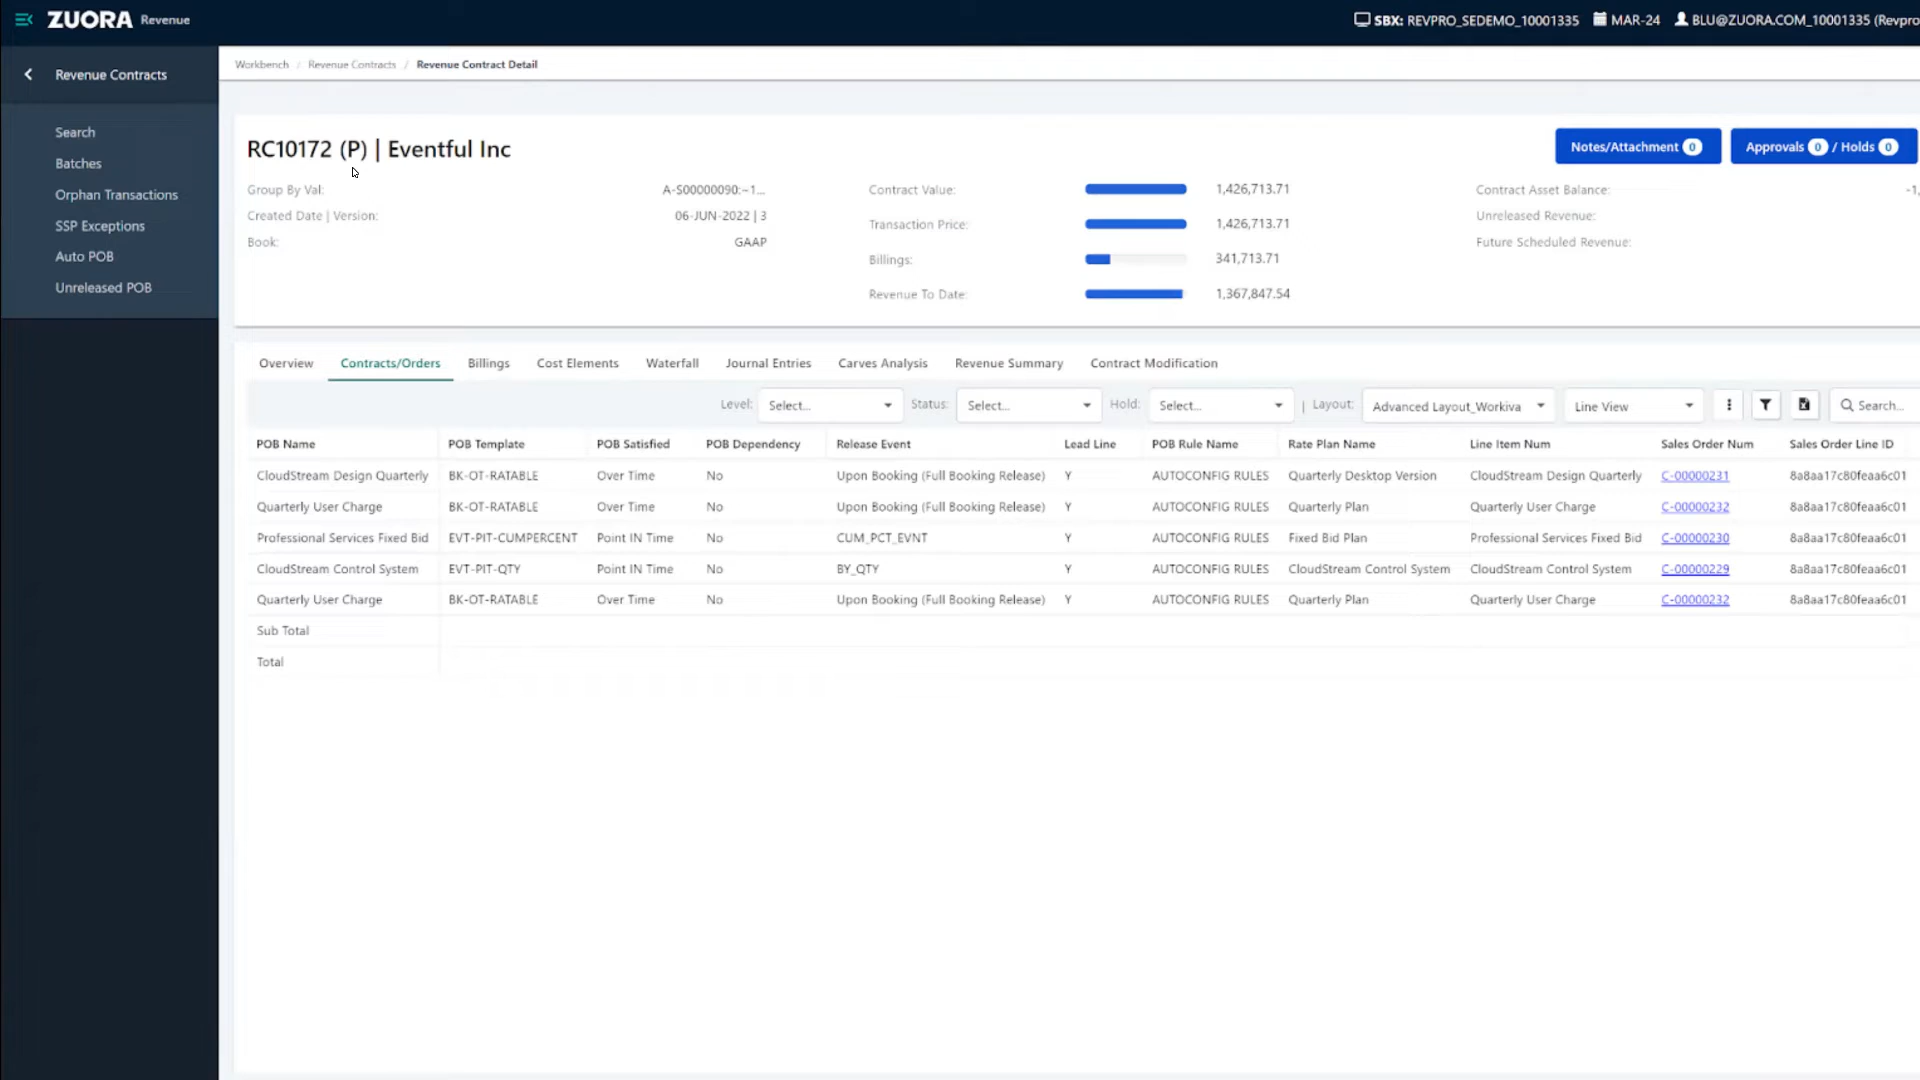 ZUORA Revenue
SBX: REVPRO_SEDEMO_10001335 MAR-24 BLU@ZUORA.COM_10001335 (Revpro
Revenue Contracts
Search
Batches
Orphan Transactions
SSP Exceptions
Auto POB
Unreleased POB
Workbench / Revenue Contracts / Revenue Contract Detail
RC10172 (P) | Eventful Inc
Notes/Attachment 0 Approvals 0 / Holds 0
Group By Val: A-S00000090:~1...
Created Date | Version: 06-JUN-2022 | 3
Book: GAAP
Contract Value: 1,426,713.71
Transaction Price: 1,426,713.71
Billings: 341,713.71
Revenue To Date: 1,367,847.54
Contract Asset Balance: -1,
Unreleased Revenue:
Future Scheduled Revenue:
Overview Contracts/Orders Billings Cost Elements Waterfall Journal Entries Carves Analysis Revenue Summary Contract Modification
Level: Select... Status: Select... Hold: Select... | Layout: Advanced Layout_Workiva Line View Search...
POB Name POB Template POB Satisfied POB Dependency Release Event Lead Line POB Rule Name Rate Plan Name Line Item Num Sales Order Num Sales Order Line ID
CloudStream Design Quarterly BK-OT-RATABLE Over Time No Upon Booking (Full Booking Release) Y AUTOCONFIG RULES Quarterly Desktop Version CloudStream Design Quarterly C-00000231 8a8aa17c80feaa6c01
Quarterly User Charge BK-OT-RATABLE Over Time No Upon Booking (Full Booking Release) Y AUTOCONFIG RULES Quarterly Plan Quarterly User Charge C-00000232 8a8aa17c80feaa6c01
Professional Services Fixed Bid EVT-PIT-CUMPERCENT Point IN Time No CUM_PCT_EVNT Y AUTOCONFIG RULES Fixed Bid Plan Professional Services Fixed Bid C-00000230 8a8aa17c80feaa6c01
CloudStream Control System EVT-PIT-QTY Point IN Time No BY_QTY Y AUTOCONFIG RULES CloudStream Control System CloudStream Control System C-00000229 8a8aa17c80feaa6c01
Quarterly User Charge BK-OT-RATABLE Over Time No Upon Booking (Full Booking Release) Y AUTOCONFIG RULES Quarterly Plan Quarterly User Charge C-00000232 8a8aa17c80feaa6c01
Sub Total
Total